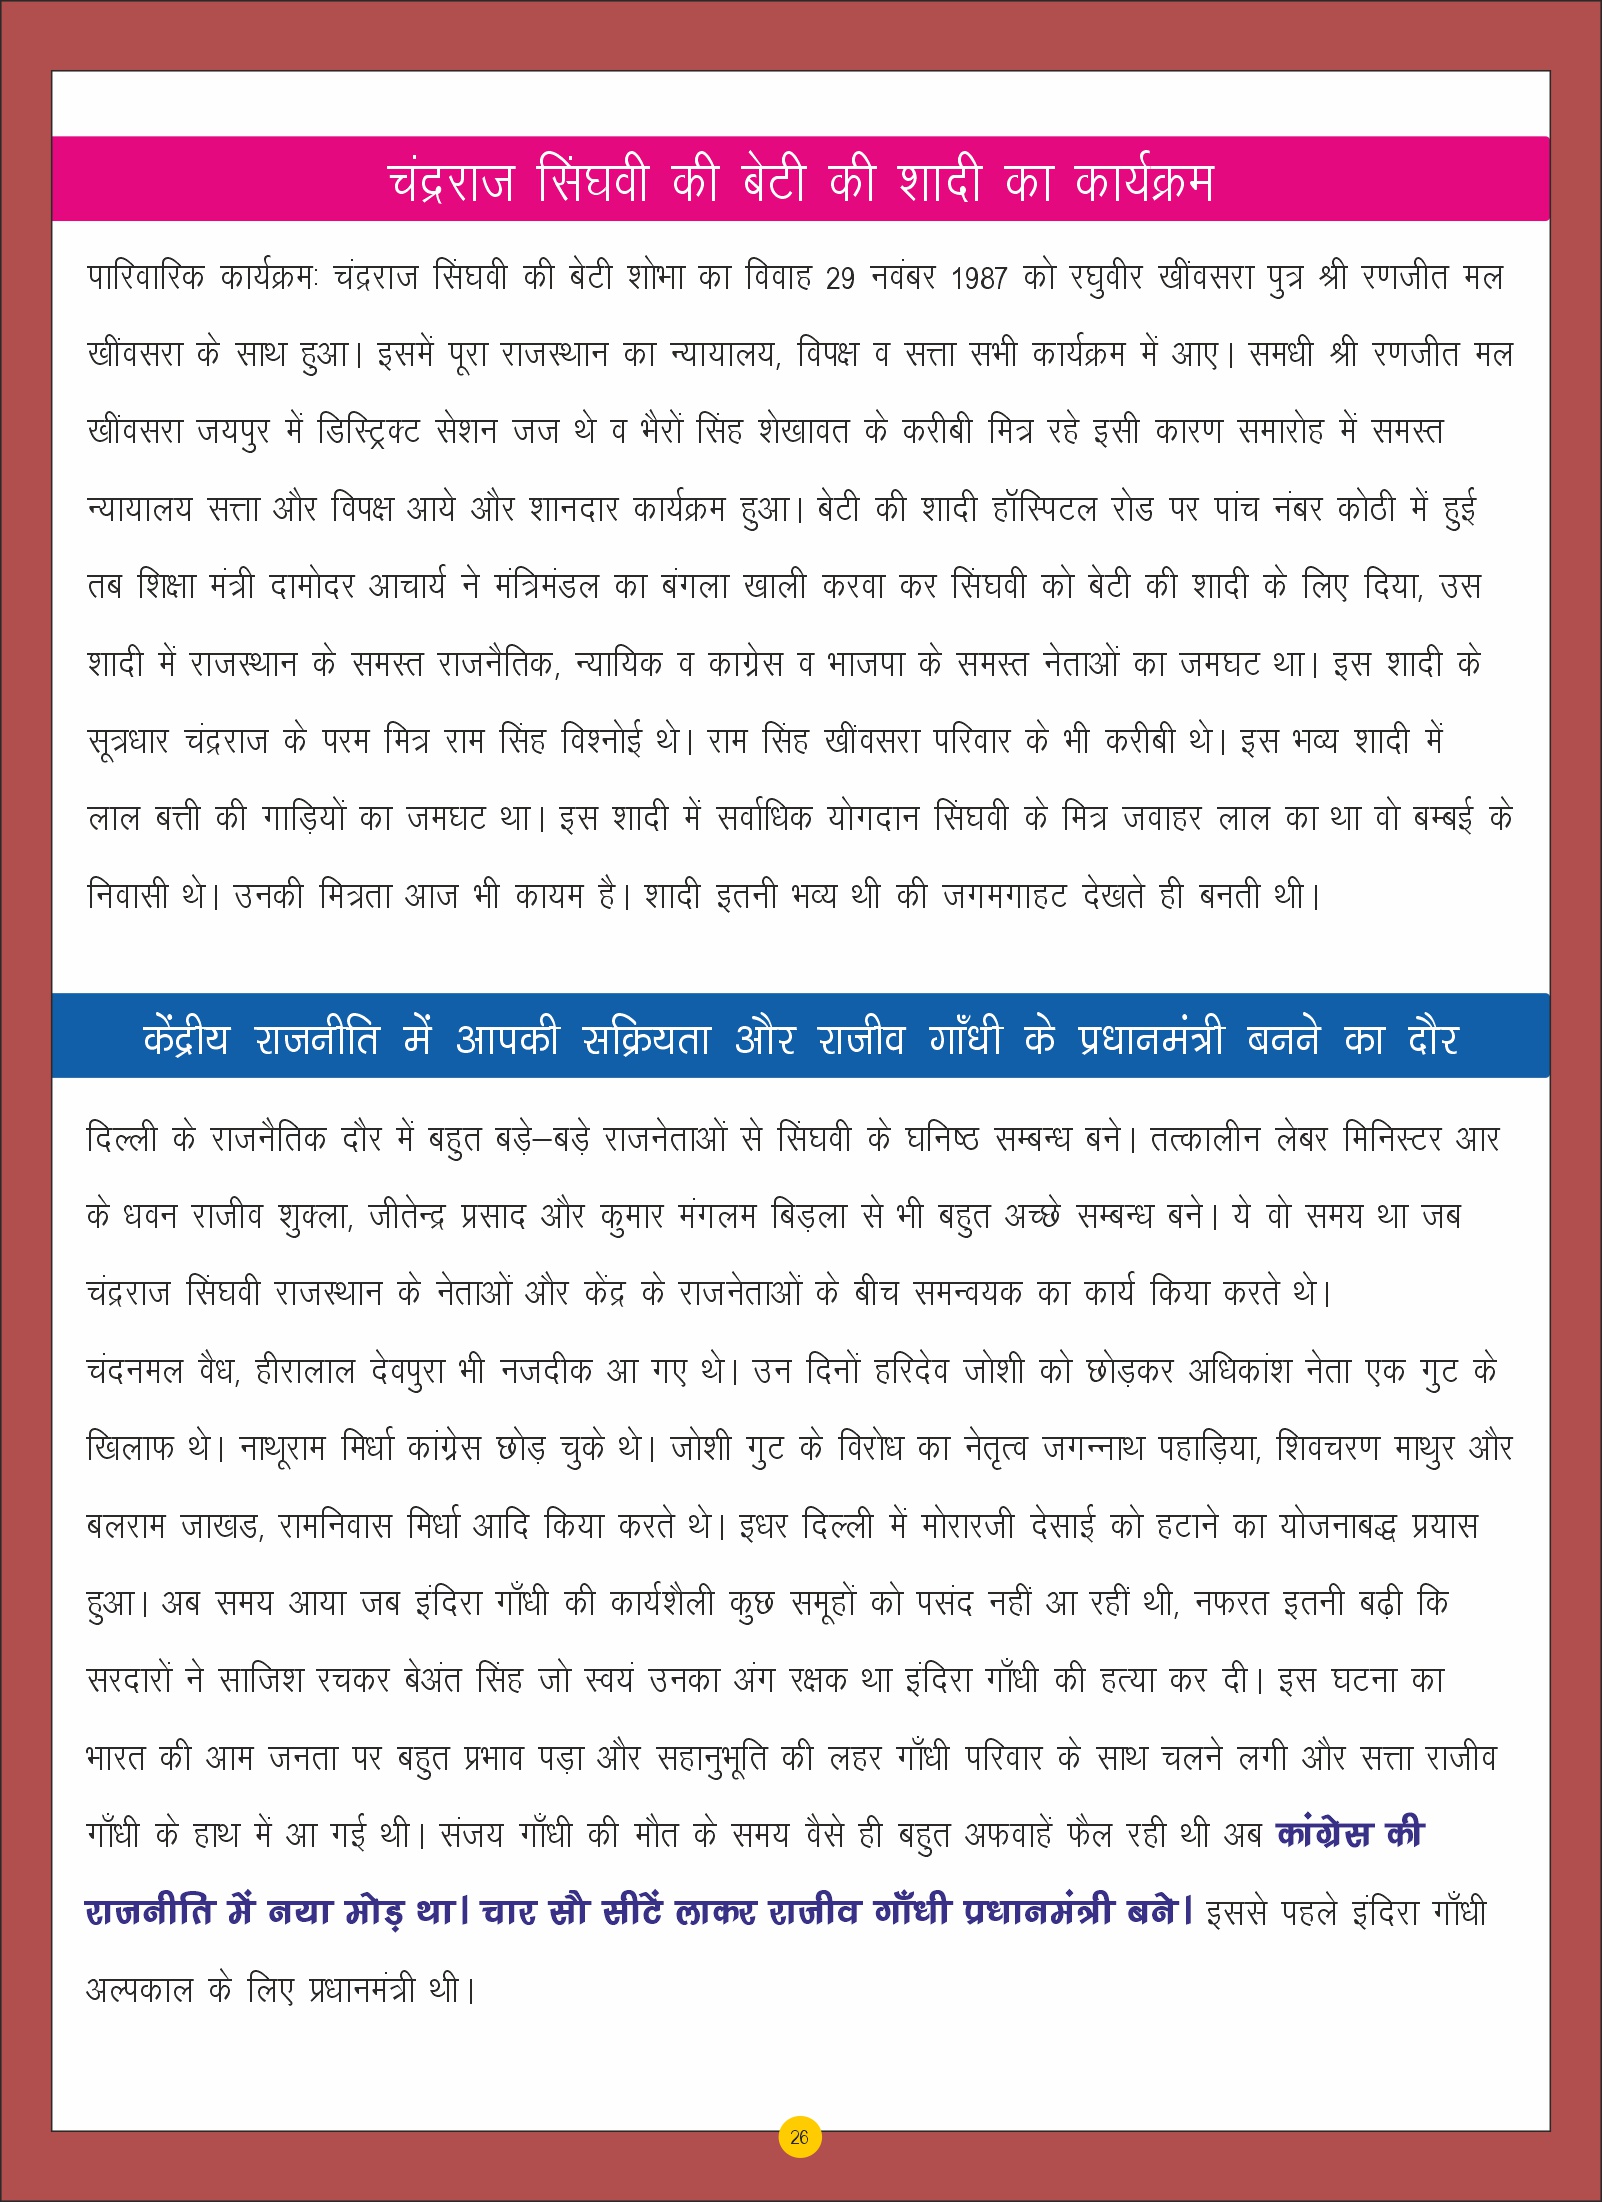 चंद्रराज सिंघवी की बेटी की शादी का कार्यक्रम
पारिवारिक कार्यक्रमः चंद्रराज सिंघवी की बेटी शोभा का विवाह 29 नवंबर 1987 को रघुवीर खींवसरा पुत्र श्री रणजीत मल
खींवसरा के साथ हुआ। इसमें पूरा राजस्थान का न्यायालय, विपक्ष व सत्ता सभी कार्यक्रम में आए। समधी श्री रणजीत मल
खींवसरा जयपुर में डिस्ट्रिक्ट सेशन जज थे व भैरों सिंह शेखावत के करीबी मित्र रहे इसी कारण समारोह में समस्त
न्यायालय सत्ता और विपक्ष आये और शानदार कार्यक्रम हुआ। बेटी की शादी हॉस्पिटल रोड पर पांच नंबर कोठी में हुई
तब शिक्षा मंत्री दामोदर आचार्य ने मंत्रिमंडल का बंगला खाली करवा कर सिंघवी को बेटी की शादी के लिए दिया, उस
शादी में राजस्थान के समस्त राजनैतिक, न्यायिक व काग्रेस व भाजपा के समस्त नेताओं का जमघट था। इस शादी के
सूत्रधार चंद्रराज के परम मित्र राम सिंह विश्नोई थे। राम सिंह खींवसरा परिवार के भी करीबी थे। इस भव्य शादी में
लाल बत्ती की गाड़ियों का जमघट था। इस शादी में सर्वाधिक योगदान सिंघवी के मित्र जवाहर लाल का था वो बम्बई के
निवासी थे। उनकी मित्रता आज भी कायम है। शादी इतनी भव्य थी की जगमगाहट देखते ही बनती थी।
केंद्रीय राजनीति में आपकी सक्रियता और राजीव गाँधी के प्रधानमंत्री बनने का दौर
दिल्ली के राजनैतिक दौर में बहुत बड़े–बड़े राजनेताओं से सिंघवी के घनिष्ठ सम्बन्ध बने। तत्कालीन लेबर मिनिस्टर आर
के धवन राजीव शुक्ला, जीतेन्द्र प्रसाद और कुमार मंगलम बिड़ला से भी बहुत अच्छे सम्बन्ध बने। ये वो समय था जब
चंद्रराज सिंघवी राजस्थान के नेताओं और केंद्र के राजनेताओं के बीच समन्वयक का कार्य किया करते थे।
चंदनमल वैध, हीरालाल देवपुरा भी नजदीक आ गए थे। उन दिनों हरिदेव जोशी को छोड़कर अधिकांश नेता एक गुट के
खिलाफ थे। नाथूराम मिर्धा कांग्रेस छोड़ चुके थे। जोशी गुट के विरोध का नेतृत्व जगन्नाथ पहाड़िया, शिवचरण माथुर और
बलराम जाखड, रामनिवास मिर्धा आदि किया करते थे। इधर दिल्ली में मोरारजी देसाई को हटाने का योजनाबद्ध प्रयास
हुआ। अब समय आया जब इंदिरा गाँधी की कार्यशैली कुछ समूहों को पसंद नहीं आ रहीं थी, नफरत इतनी बढ़ी कि
सरदारों ने साजिश रचकर बेअंत सिंह जो स्वयं उनका अंग रक्षक था इंदिरा गाँधी की हत्या कर दी। इस घटना का
भारत की आम जनता पर बहुत प्रभाव पड़ा और सहानुभूति की लहर गाँधी परिवार के साथ चलने लगी और सत्ता राजीव
गाँधी के हाथ में आ गई थी। संजय गाँधी की मौत के समय वैसे ही बहुत अफवाहें फैल रही थी अब कांग्रेस की
राजनीति में नया मोड़ था। चार सौ सीटें लाकर राजीव गाँधी प्रधानमंत्री बने। इससे पहले इंदिरा गाँधी
अल्पकाल के लिए प्रधानमंत्री थी।
26